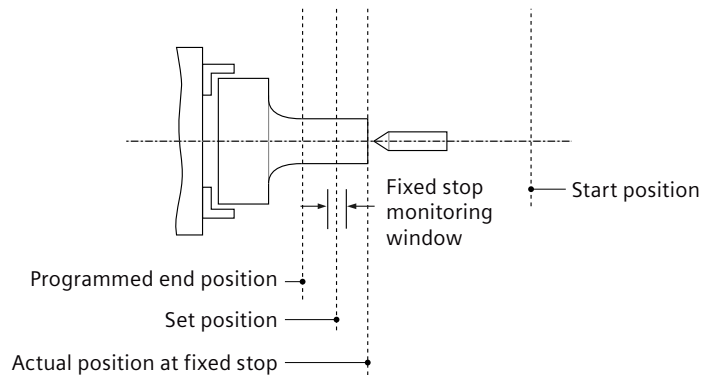 Fixed stop
monitoring
window
Start position
Programmed end position
Set position
Actual position at fixed stop